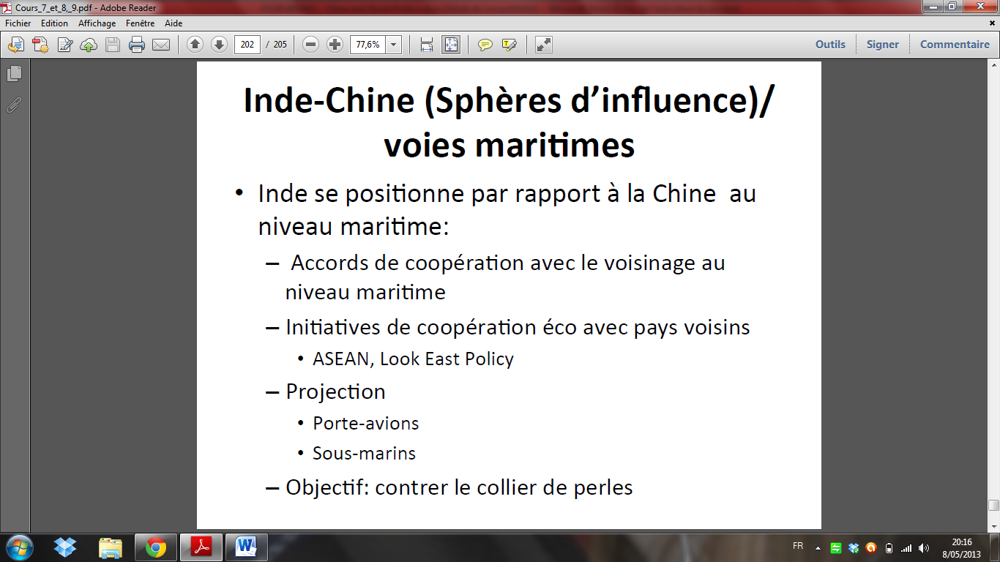 Cours_7_et_8_9.pdf - Adobe Reader
Fichier Edition Affichage Fenêtre Aide
202 / 205 77,6% Outils Signer Commentaire
Inde-Chine (Sphères d’influence)/
voies maritimes
• Inde se positionne par rapport à la Chine au
niveau maritime:
– Accords de coopération avec le voisinage au
niveau maritime
– Initiatives de coopération éco avec pays voisins
• ASEAN, Look East Policy
– Projection
• Porte-avions
• Sous-marins
– Objectif: contrer le collier de perles
FR
20:16
8/05/2013